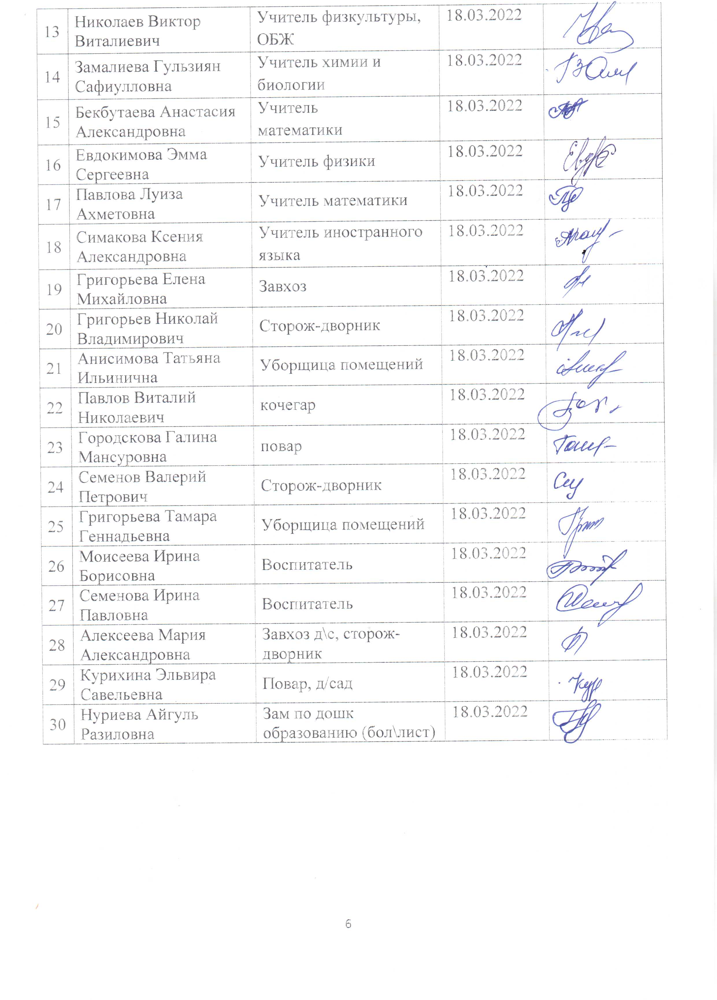 13
Николаев Виктор
Виталиевич
Учитель физкультуры,
ОБЖ
18.03.2022
14
Замалиева Гульзиян
Сафиулловна
Учитель химии и
биологии
18.03.2022
15
Бекбутаева Анастасия
Александровна
Учитель
математики
18.03.2022
16
Евдокимова Эмма
Сергеевна
Учитель физики
18.03.2022
17
Павлова Луиза
Ахметовна
Учитель математики
18.03.2022
18
Симакова Ксения
Александровна
Учитель иностранного
языка
18.03.2022
19
Григорьева Елена
Михайловна
Завхоз
18.03.2022
20
Григорьев Николай
Владимирович
Сторож-дворник
18.03.2022
21
Анисимова Татьяна
Ильинична
Уборщица помещений
18.03.2022
22
Павлов Виталий
Николаевич
кочегар
18.03.2022
23
Городскова Галина
Мансуровна
повар
18.03.2022
24
Семенов Валерий
Петрович
Сторож-дворник
18.03.2022
25
Григорьева Тамара
Геннадьевна
Уборщица помещений
18.03.2022
26
Моисеева Ирина
Борисовна
Воспитатель
18.03.2022
27
Семенова Ирина
Павловна
Воспитатель
18.03.2022
28
Алексеева Мария
Александровна
Завхоз д\с, сторож-
дворник
18.03.2022
29
Курихина Эльвира
Савельевна
Повар, д/сад
18.03.2022
30
Нуриева Айгуль
Разиловна
Зам по дошк
образованию (бол\лист)
18.03.2022
6